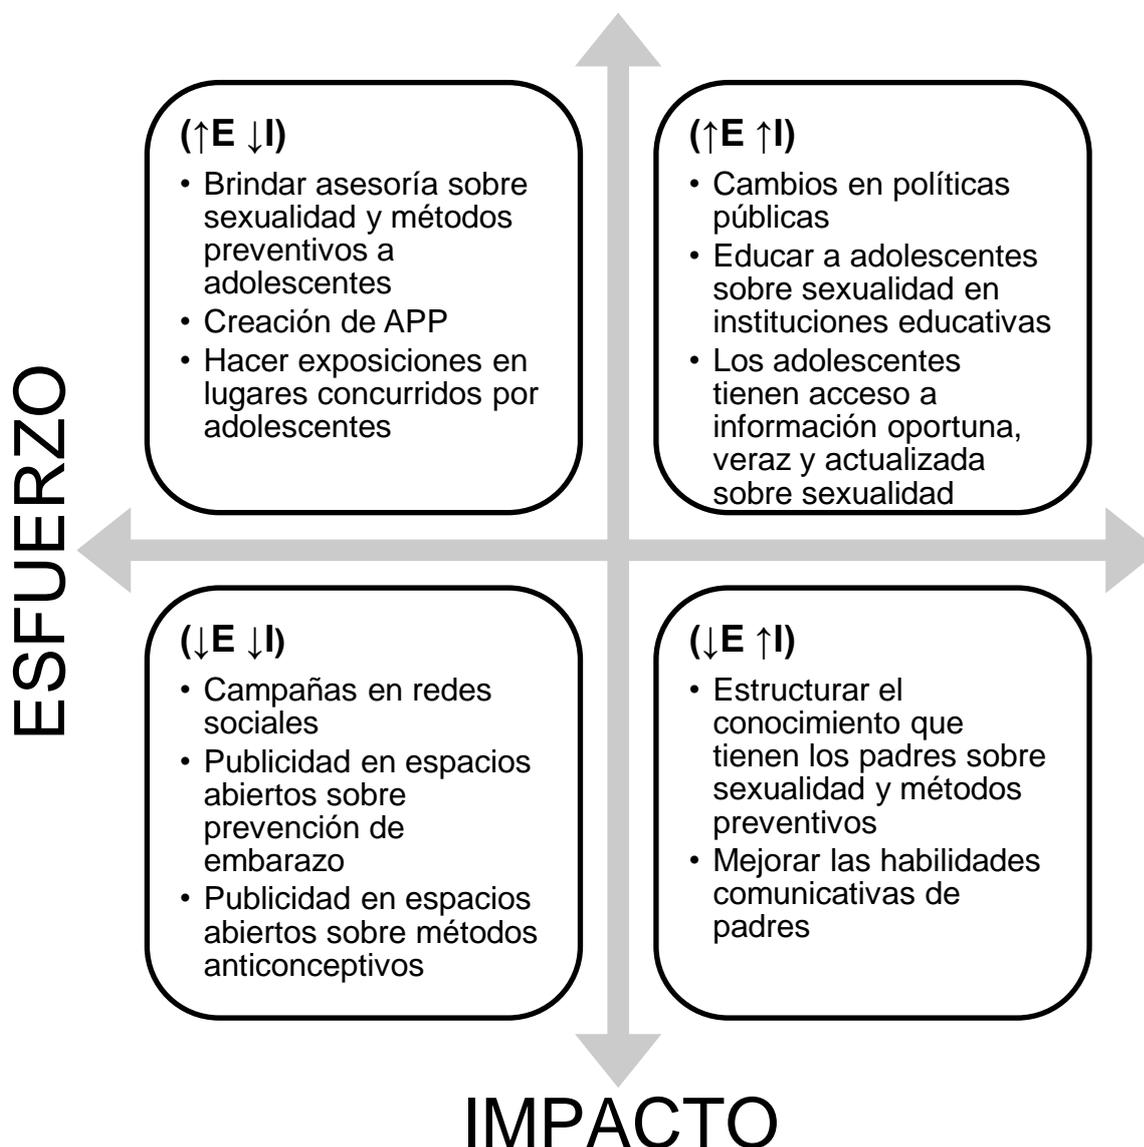 ESFUERZO
(↑E ↓I)
• Brindar asesoría sobre
sexualidad y métodos
preventivos a
adolescentes
• Creación de APP
• Hacer exposiciones en
lugares concurridos por
adolescentes
(↑E ↑I)
• Cambios en políticas
públicas
• Educar a adolescentes
sobre sexualidad en
instituciones educativas
• Los adolescentes
tienen acceso a
información oportuna,
veraz y actualizada
sobre sexualidad
(↓E ↓I)
• Campañas en redes
sociales
• Publicidad en espacios
abiertos sobre
prevención de
embarazo
• Publicidad en espacios
abiertos sobre métodos
anticonceptivos
(↓E ↑I)
• Estructurar el
conocimiento que
tienen los padres sobre
sexualidad y métodos
preventivos
• Mejorar las habilidades
comunicativas de
padres
IMPACTO